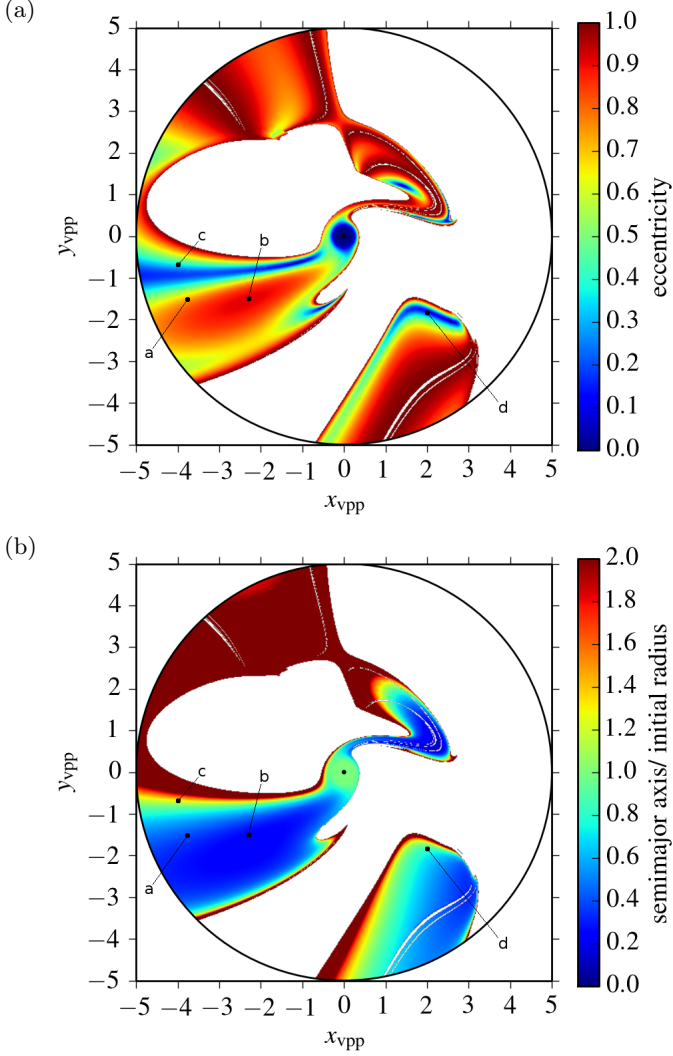 (a)
5
4
3
2
1
0
−1
−2
−3
−4
−5
y_vpp
c
b
a
d
−5 −4 −3 −2 −1 0 1 2 3 4 5
x_vpp
1.0
0.9
0.8
0.7
0.6
0.5
0.4
0.3
0.2
0.1
0.0
eccentricity
(b)
5
4
3
2
1
0
−1
−2
−3
−4
−5
y_vpp
c
b
a
d
−5 −4 −3 −2 −1 0 1 2 3 4 5
x_vpp
2.0
1.8
1.6
1.4
1.2
1.0
0.8
0.6
0.4
0.2
0.0
semimajor axis/ initial radius